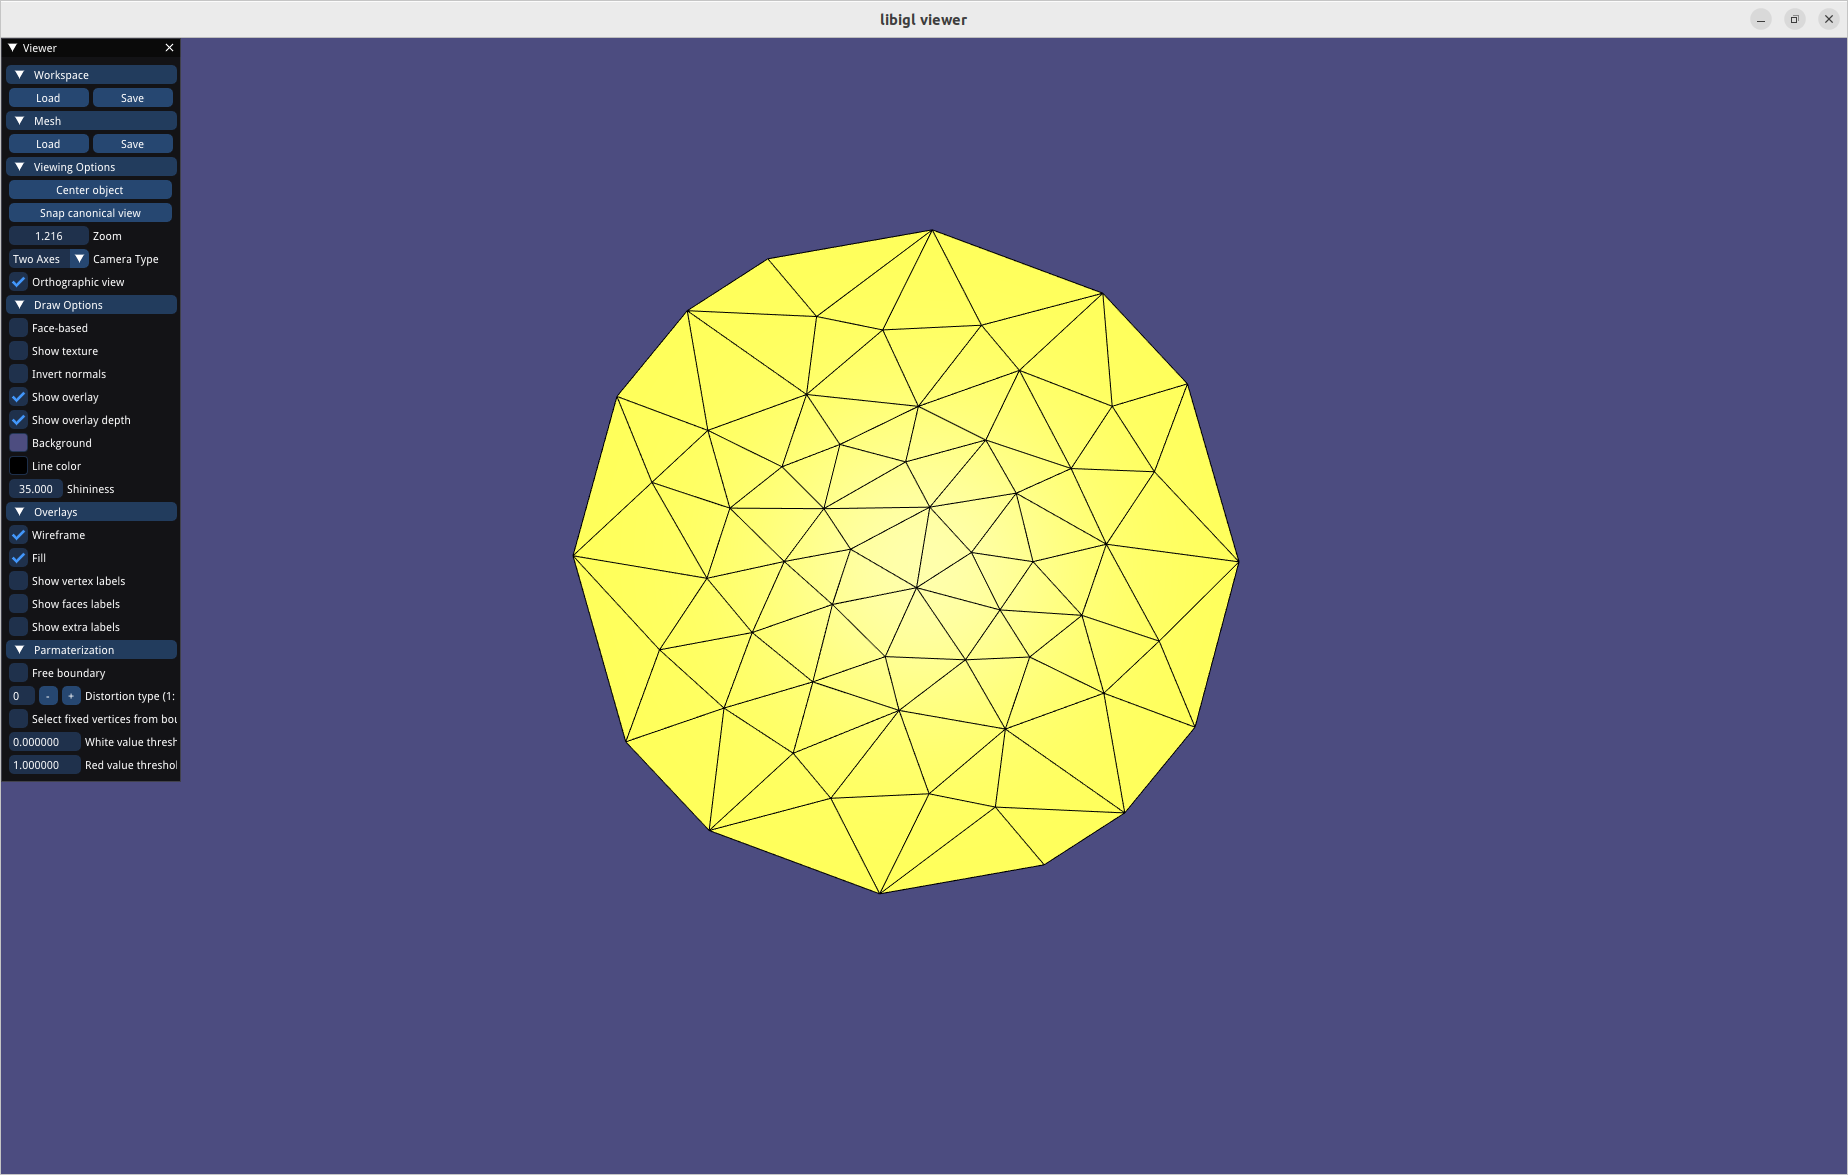 libigl viewer
Viewer
Workspace
Load Save
Mesh
Load Save
Viewing Options
Center object
Snap canonical view
1.216 Zoom
Two Axes Camera Type
Orthographic view
Draw Options
Face-based
Show texture
Invert normals
Show overlay
Show overlay depth
Background
Line color
35.000 Shininess
Overlays
Wireframe
Fill
Show vertex labels
Show faces labels
Show extra labels
Parmaterization
Free boundary
0 - + Distortion type (1:
Select fixed vertices from bou
0.000000 White value thresh
1.000000 Red value threshol